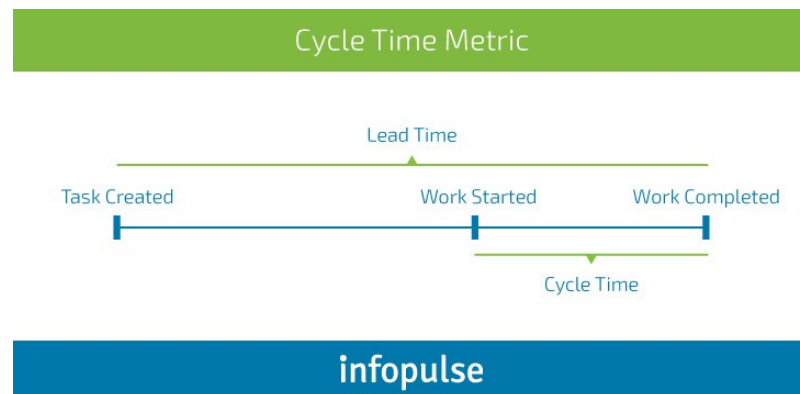 Cycle Time Metric
Lead Time
Task Created Work Started Work Completed
Cycle Time
infopulse